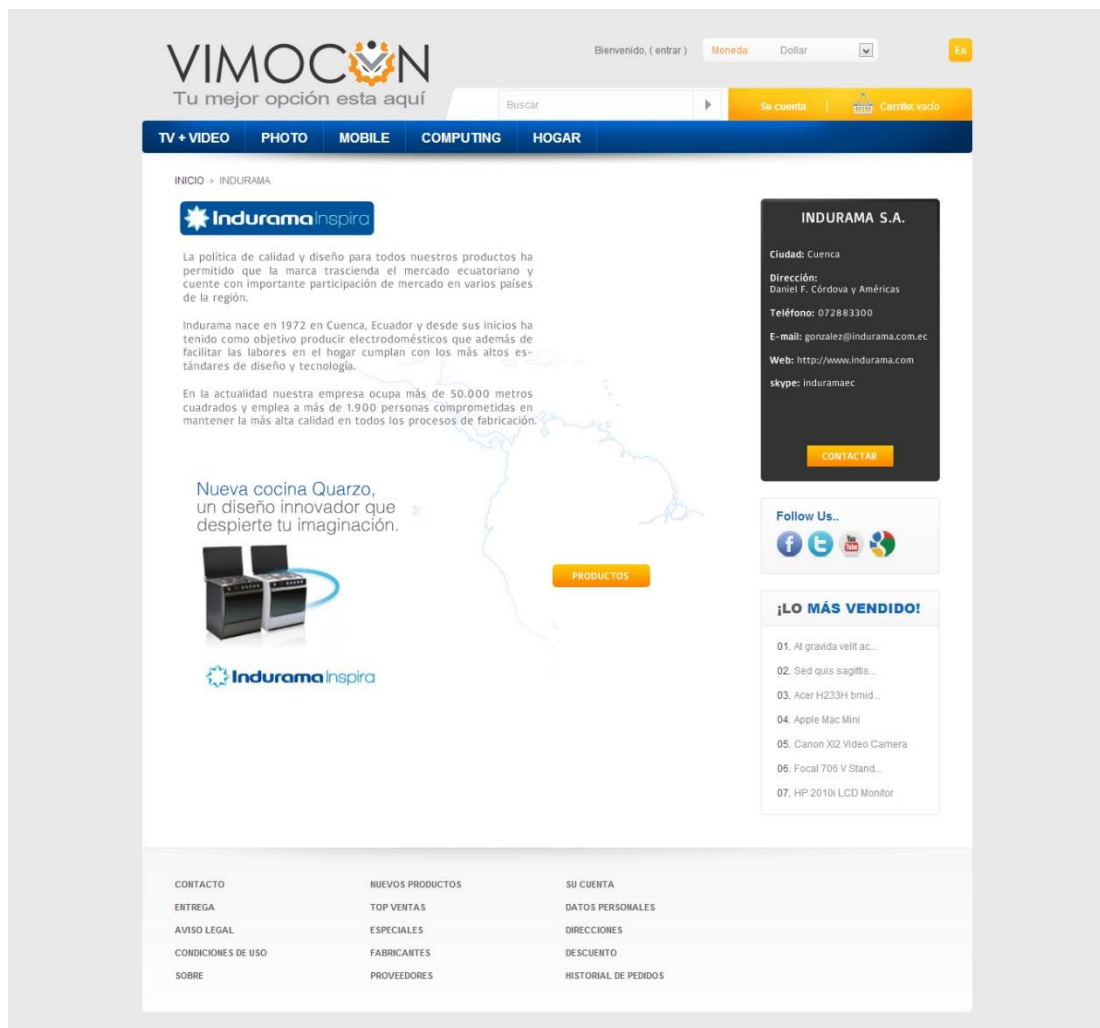 VIMOCON
Tu mejor opción esta aquí
Bienvenido, ( entrar )
Moneda: Dollar
Es
Buscar
Su cuenta | Carrito: vacío
TV + VIDEO PHOTO MOBILE COMPUTING HOGAR
INICIO > INDURAMA
Indurama Inspira
La política de calidad y diseño para todos nuestros productos ha
permitido que la marca trascienda el mercado ecuatoriano y
cuente con importante participación de mercado en varios países
de la región.
Indurama nace en 1972 en Cuenca, Ecuador y desde sus inicios ha
tenido como objetivo producir electrodomésticos que además de
facilitar las labores en el hogar cumplan con los más altos es-
tándares de diseño y tecnología.
En la actualidad nuestra empresa ocupa más de 50.000 metros
cuadrados y emplea a más de 1.900 personas comprometidas en
mantener la más alta calidad en todos los procesos de fabricación.
Nueva cocina Quarzo,
un diseño innovador que
despierte tu imaginación.
Indurama Inspira
PRODUCTOS
INDURAMA S.A.
Ciudad: Cuenca
Dirección:
Daniel F. Córdova y Américas
Teléfono: 072883300
E-mail: gonzalez@indurama.com.ec
Web: http://www.indurama.com
skype: induramaec
CONTACTAR
Follow Us..
f t You Tube
¡LO MÁS VENDIDO!
01. At gravida velit ac...
02. Sed quis sagittis...
03. Acer H233H bmid...
04. Apple Mac Mini
05. Canon Xl2 Video Camera
06. Focal 706 V Stand...
07. HP 2010i LCD Monitor
CONTACTO
ENTREGA
AVISO LEGAL
CONDICIONES DE USO
SOBRE
NUEVOS PRODUCTOS
TOP VENTAS
ESPECIALES
FABRICANTES
PROVEEDORES
SU CUENTA
DATOS PERSONALES
DIRECCIONES
DESCUENTO
HISTORIAL DE PEDIDOS